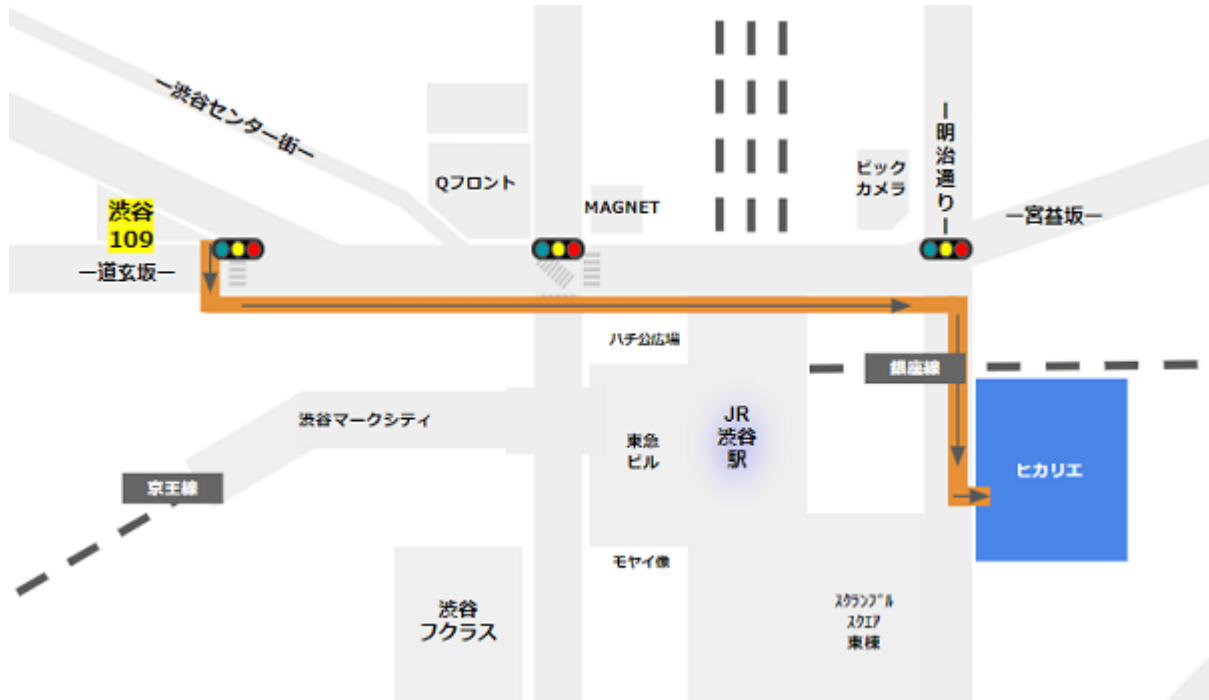 ー渋谷センター街ー
ー明治通りー
Qフロント
MAGNET
ビック
カメラ
ー宮益坂ー
渋谷
109
ー道玄坂ー
ハチ公広場
銀座線
渋谷マークシティ
東急
ビル
JR
渋谷
駅
ヒカリエ
京王線
モヤイ像
渋谷
フクラス
ｽｸﾗﾝﾌﾞﾙ
ｽｸｴｱ
東棟